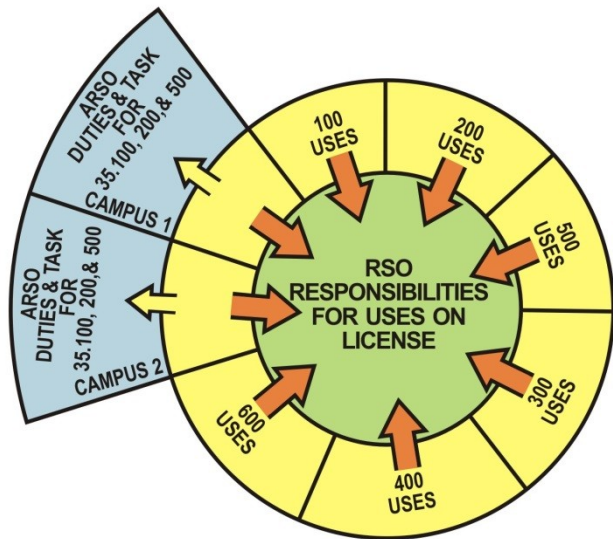 ARSO
DUTIES & TASK
FOR
35.100, 200,& 500
CAMPUS 1
ARSO
DUTIES & TASK
FOR
35.100, 200,& 500
CAMPUS 2
100
USES
200
USES
500
USES
300
USES
400
USES
600
USES
RSO
RESPONSIBILITIES
FOR USES ON
LICENSE